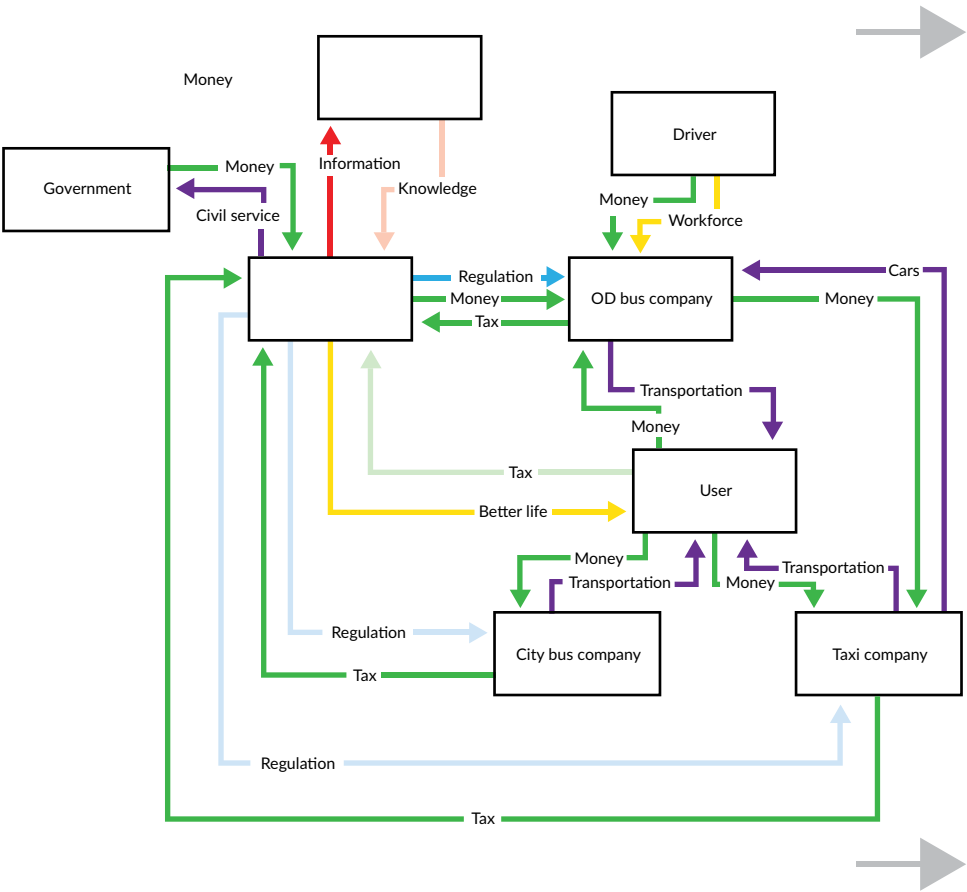 Money
Driver
Information
Money
Government
Knowledge
Money
Civil service
Workforce
Cars
Regulation
Money
OD bus company
Money
Tax
Transportation
Money
Tax
User
Better life
Money
Transportation
Transportation
Money
Regulation
City bus company
Taxi company
Tax
Regulation
Tax